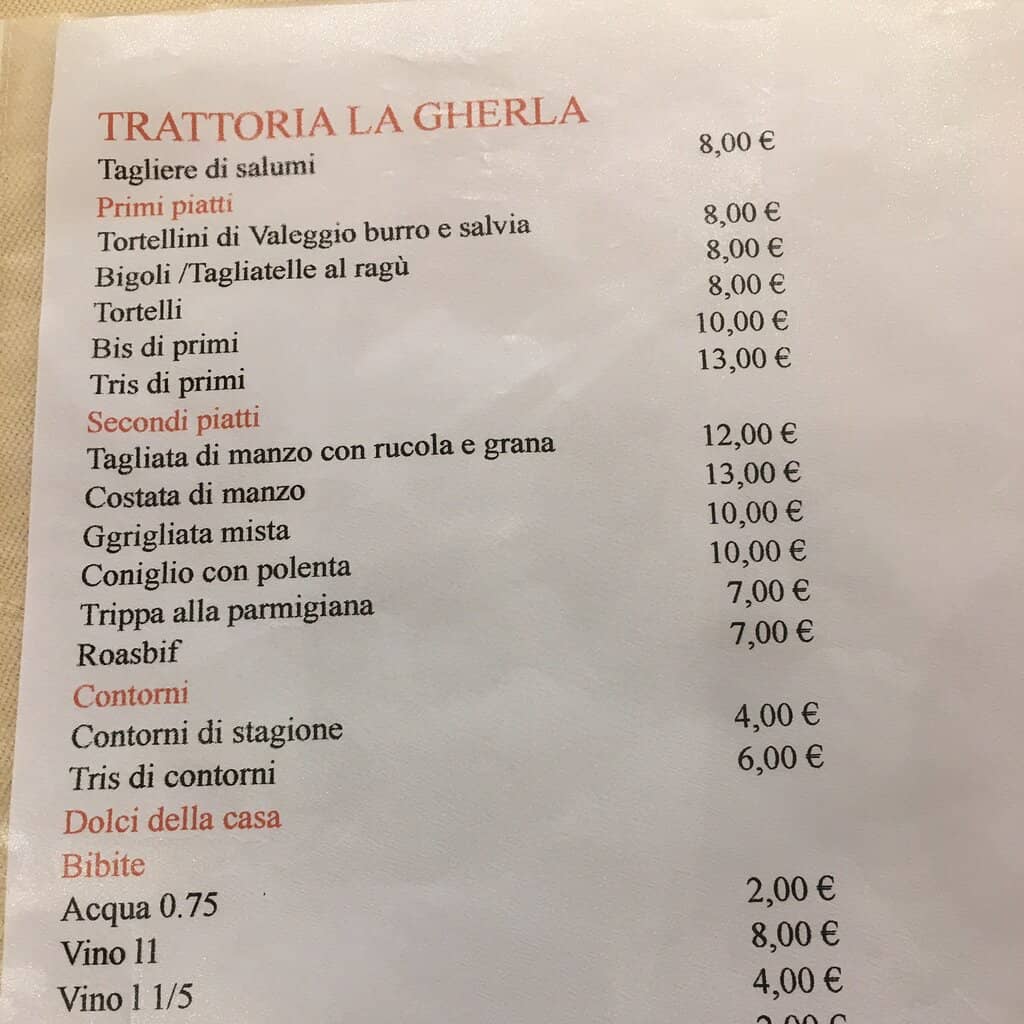 TRATTORIA LA GHERLA
Tagliere di salumi 8,00 €
Primi piatti
Tortellini di Valeggio burro e salvia 8,00 €
Bigoli /Tagliatelle al ragù 8,00 €
Tortelli 8,00 €
Bis di primi 10,00 €
Tris di primi 13,00 €
Secondi piatti
Tagliata di manzo con rucola e grana 12,00 €
Costata di manzo 13,00 €
Ggrigliata mista 10,00 €
Coniglio con polenta 10,00 €
Trippa alla parmigiana 7,00 €
Roasbif 7,00 €
Contorni
Contorni di stagione 4,00 €
Tris di contorni 6,00 €
Dolci della casa
Bibite
Acqua 0.75 2,00 €
Vino l1 8,00 €
Vino l 1/5 4,00 €